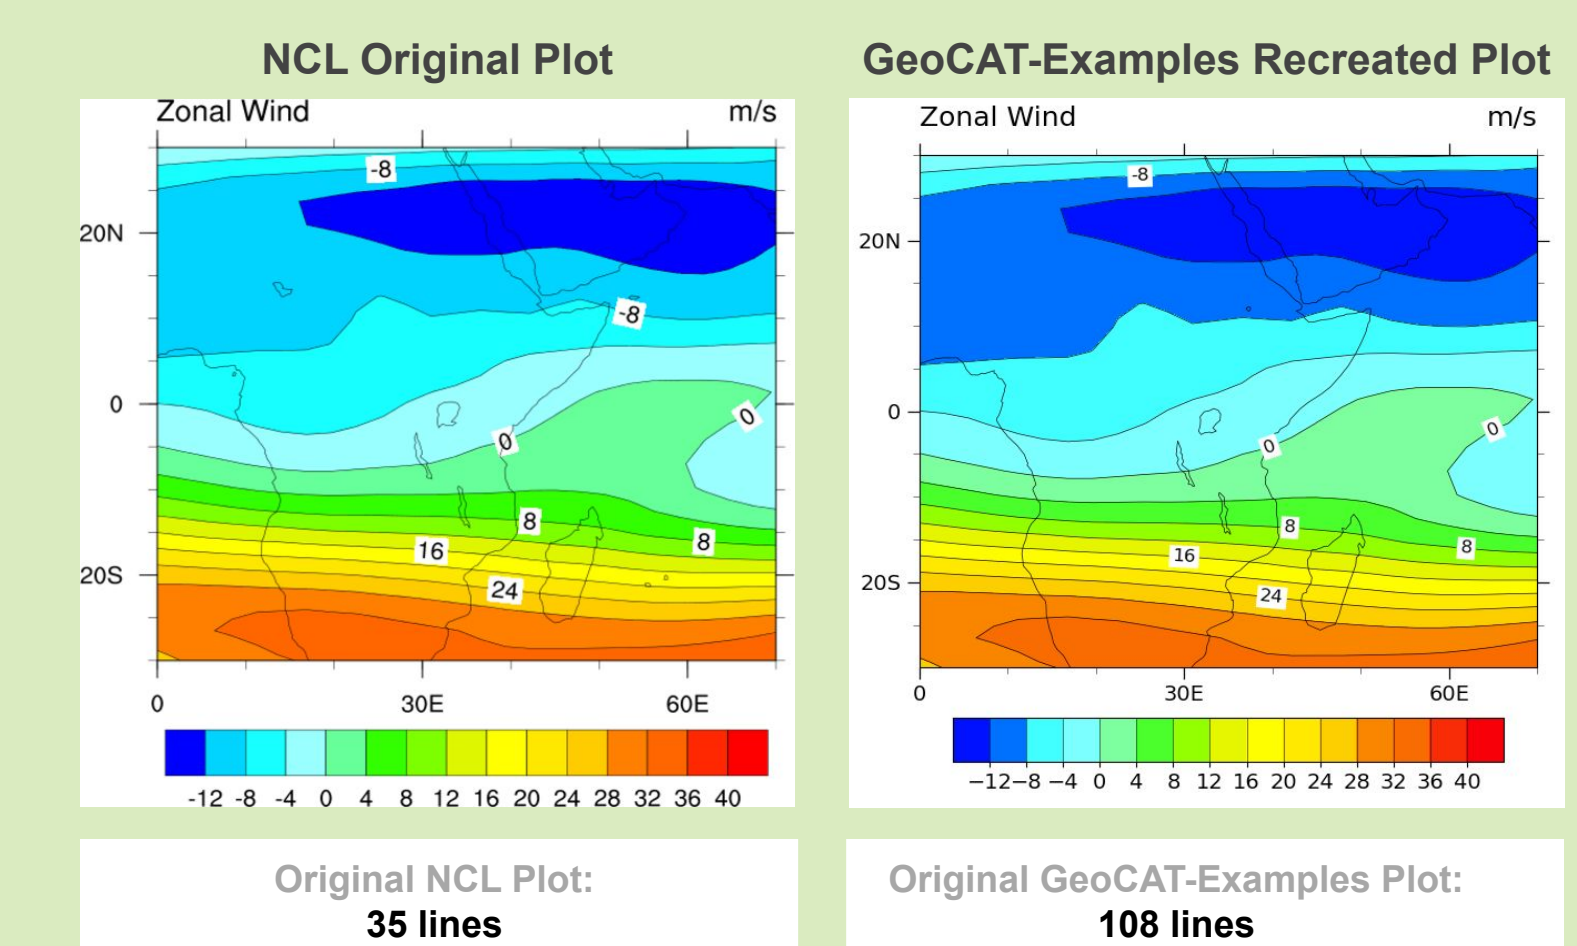 NCL Original Plot
Zonal Wind m/s
-8
20N
-8
0
0
0
8
8
16
20S
24
0 30E 60E
-12 -8 -4 0 4 8 12 16 20 24 28 32 36 40
Original NCL Plot:
35 lines
GeoCAT-Examples Recreated Plot
Zonal Wind m/s
-8
20N
0
0
0
8
8
16
20S
24
0 30E 60E
−12 −8 −4 0 4 8 12 16 20 24 28 32 36 40
Original GeoCAT-Examples Plot:
108 lines